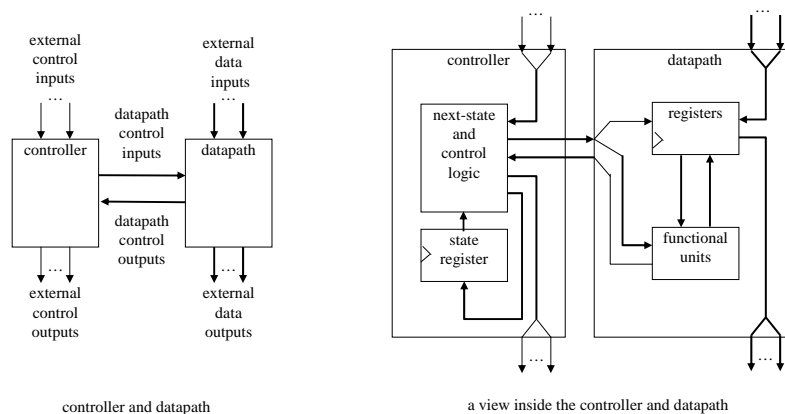 external
control
inputs
...
external
data
inputs
...
datapath
control
inputs
controller
datapath
datapath
control
outputs
...
external
control
outputs
...
external
data
outputs
controller and datapath
...
controller
next-state
and
control
logic
state
register
...
...
datapath
registers
functional
units
...
a view inside the controller and datapath